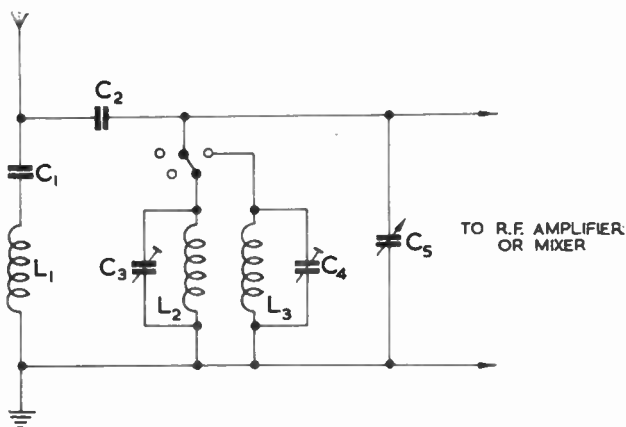 C2
C1
L1
C3
L2
L3
C4
C5
TO R.F. AMPLIFIER
OR MIXER